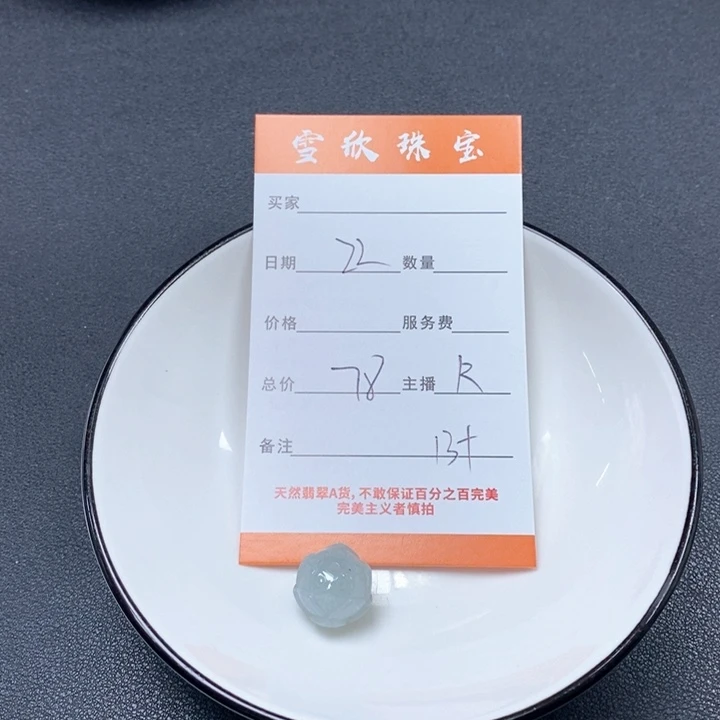 雪欣珠宝
买家
日期 22 数量
价格 服务费
总价 78 主播 R
备注
天然翡翠A货,不敢保证百分之百完美
完美主义者慎拍